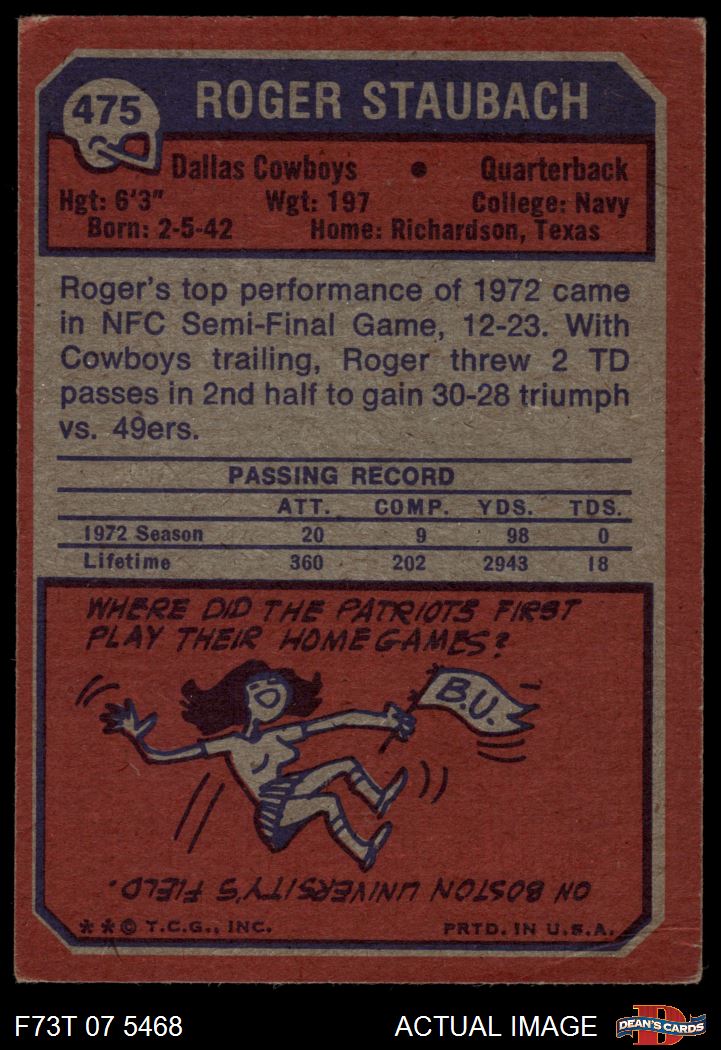 475
ROGER STAUBACH
Dallas Cowboys • Quarterback
Hgt: 6'3" Wgt: 197 College: Navy
Born: 2-5-42 Home: Richardson, Texas
Roger's top performance of 1972 came
in NFC Semi-Final Game, 12-23. With
Cowboys trailing, Roger threw 2 TD
passes in 2nd half to gain 30-28 triumph
vs. 49ers.
PASSING RECORD
ATT. COMP. YDS. TDS.
1972 Season 20 9 98 0
Lifetime 360 202 2943 18
WHERE DID THE PATRIOTS FIRST
PLAY THEIR HOME GAMES?
B.U.
ON BOSTON UNIVERSITY'S FIELD.
**© T.C.G., INC. PRTD. IN U.S.A.
F73T 07 5468 ACTUAL IMAGE
D
DEAN'S CARDS